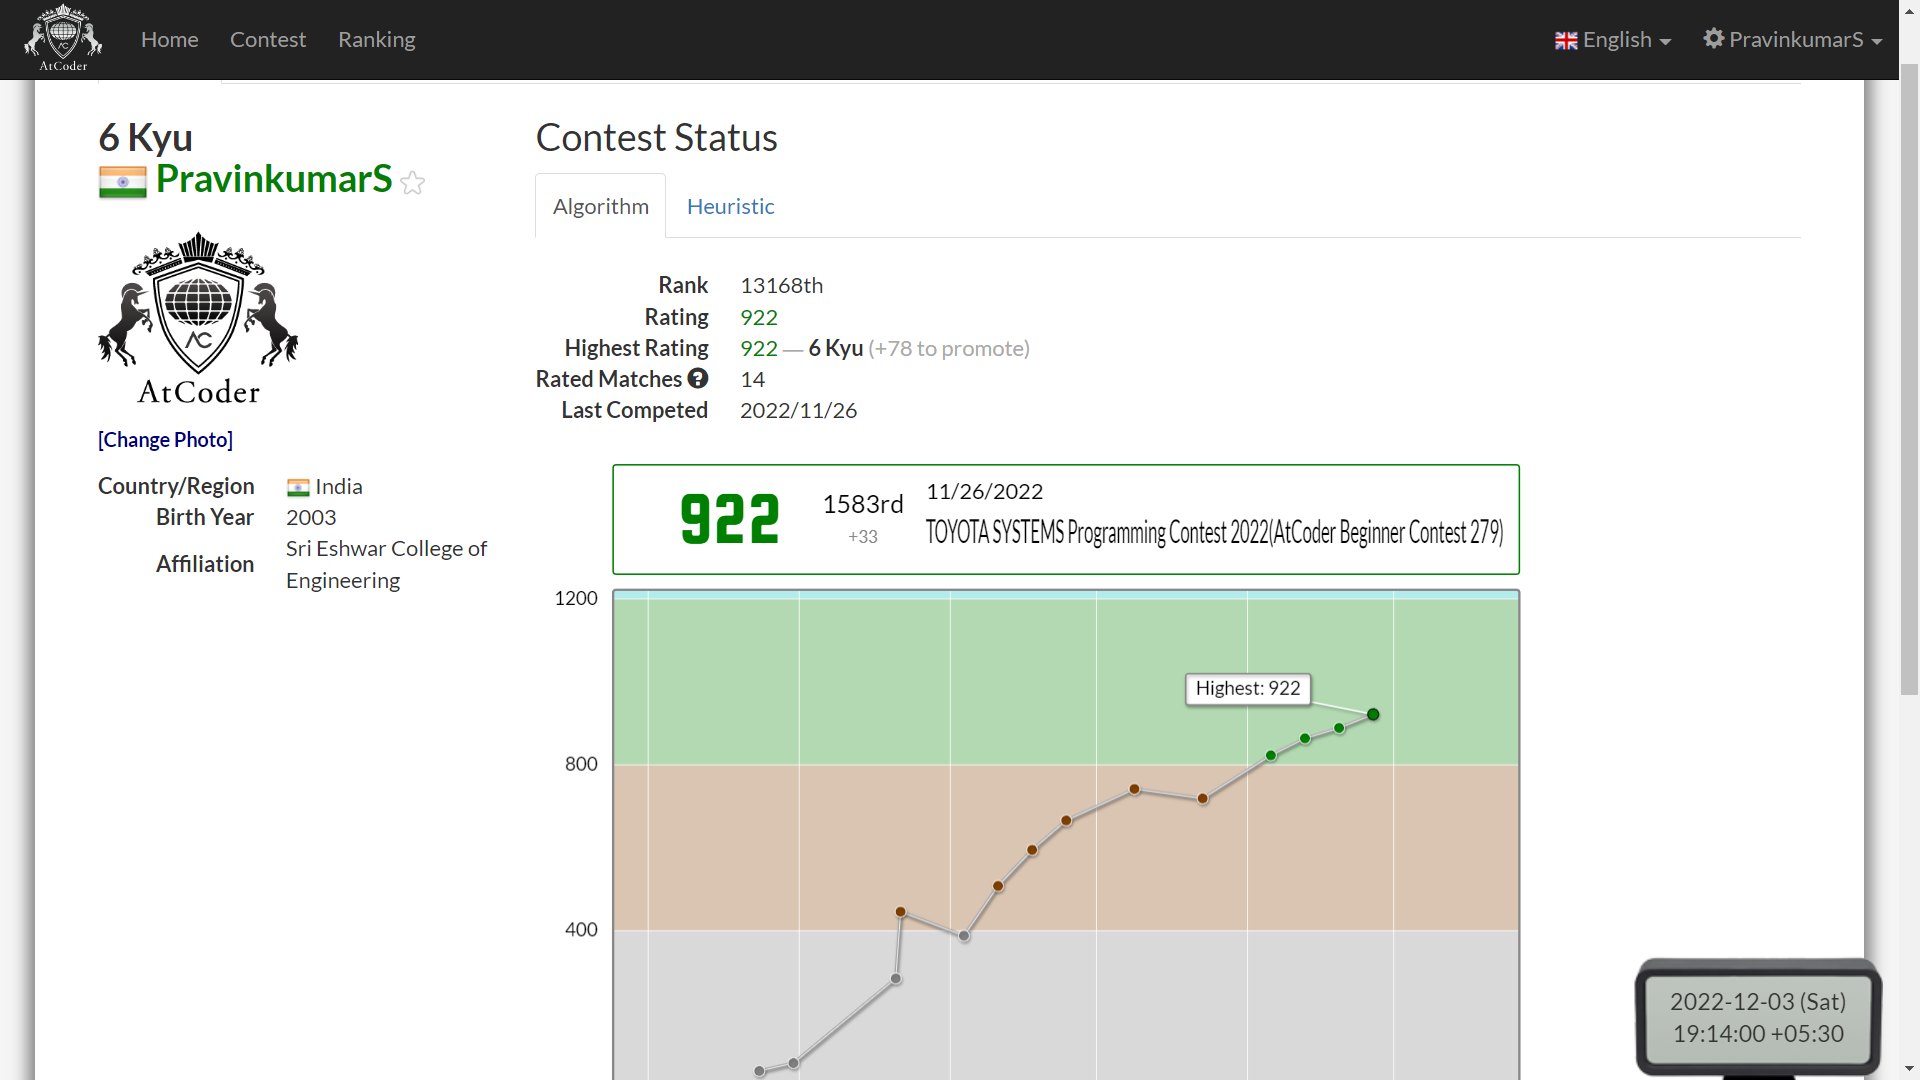 AtCoder
Home
Contest
Ranking
English
PravinkumarS
6 Kyu
PravinkumarS
AC
AtCoder
[Change Photo]
Country/Region India
Birth Year 2003
Affiliation Sri Eshwar College of
Engineering
Contest Status
Algorithm
Heuristic
Rank 13168th
Rating 922
Highest Rating 922 — 6 Kyu (+78 to promote)
Rated Matches ? 14
Last Competed 2022/11/26
922
1583rd
+33
11/26/2022
TOYOTA SYSTEMS Programming Contest 2022(AtCoder Beginner Contest 279)
1200
Highest: 922
800
400
2022-12-03 (Sat)
19:14:00 +05:30